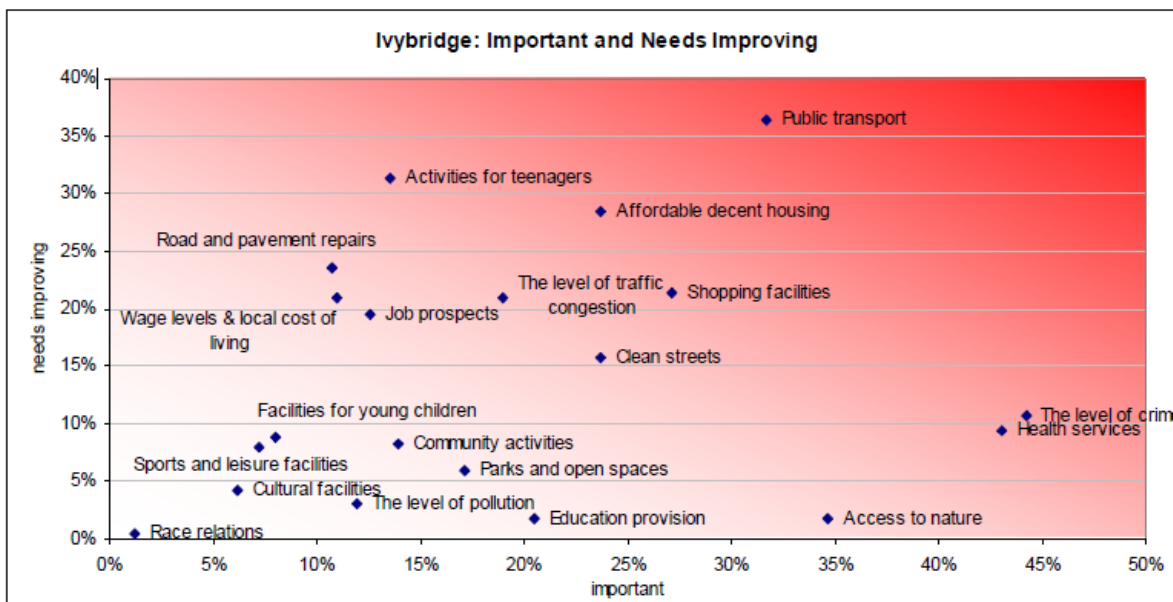 Ivybridge: Important and Needs Improving
40%
35%
30%
25%
20%
15%
10%
5%
0%
needs improving
Public transport
Activities for teenagers
Affordable decent housing
Road and pavement repairs
The level of traffic
congestion
Shopping facilities
Wage levels & local cost of
living
Job prospects
Clean streets
Facilities for young children
The level of crime
Health services
Community activities
Sports and leisure facilities
Parks and open spaces
Cultural facilities
The level of pollution
Education provision
Access to nature
Race relations
0%
5%
10%
15%
20%
25%
30%
35%
40%
45%
50%
important